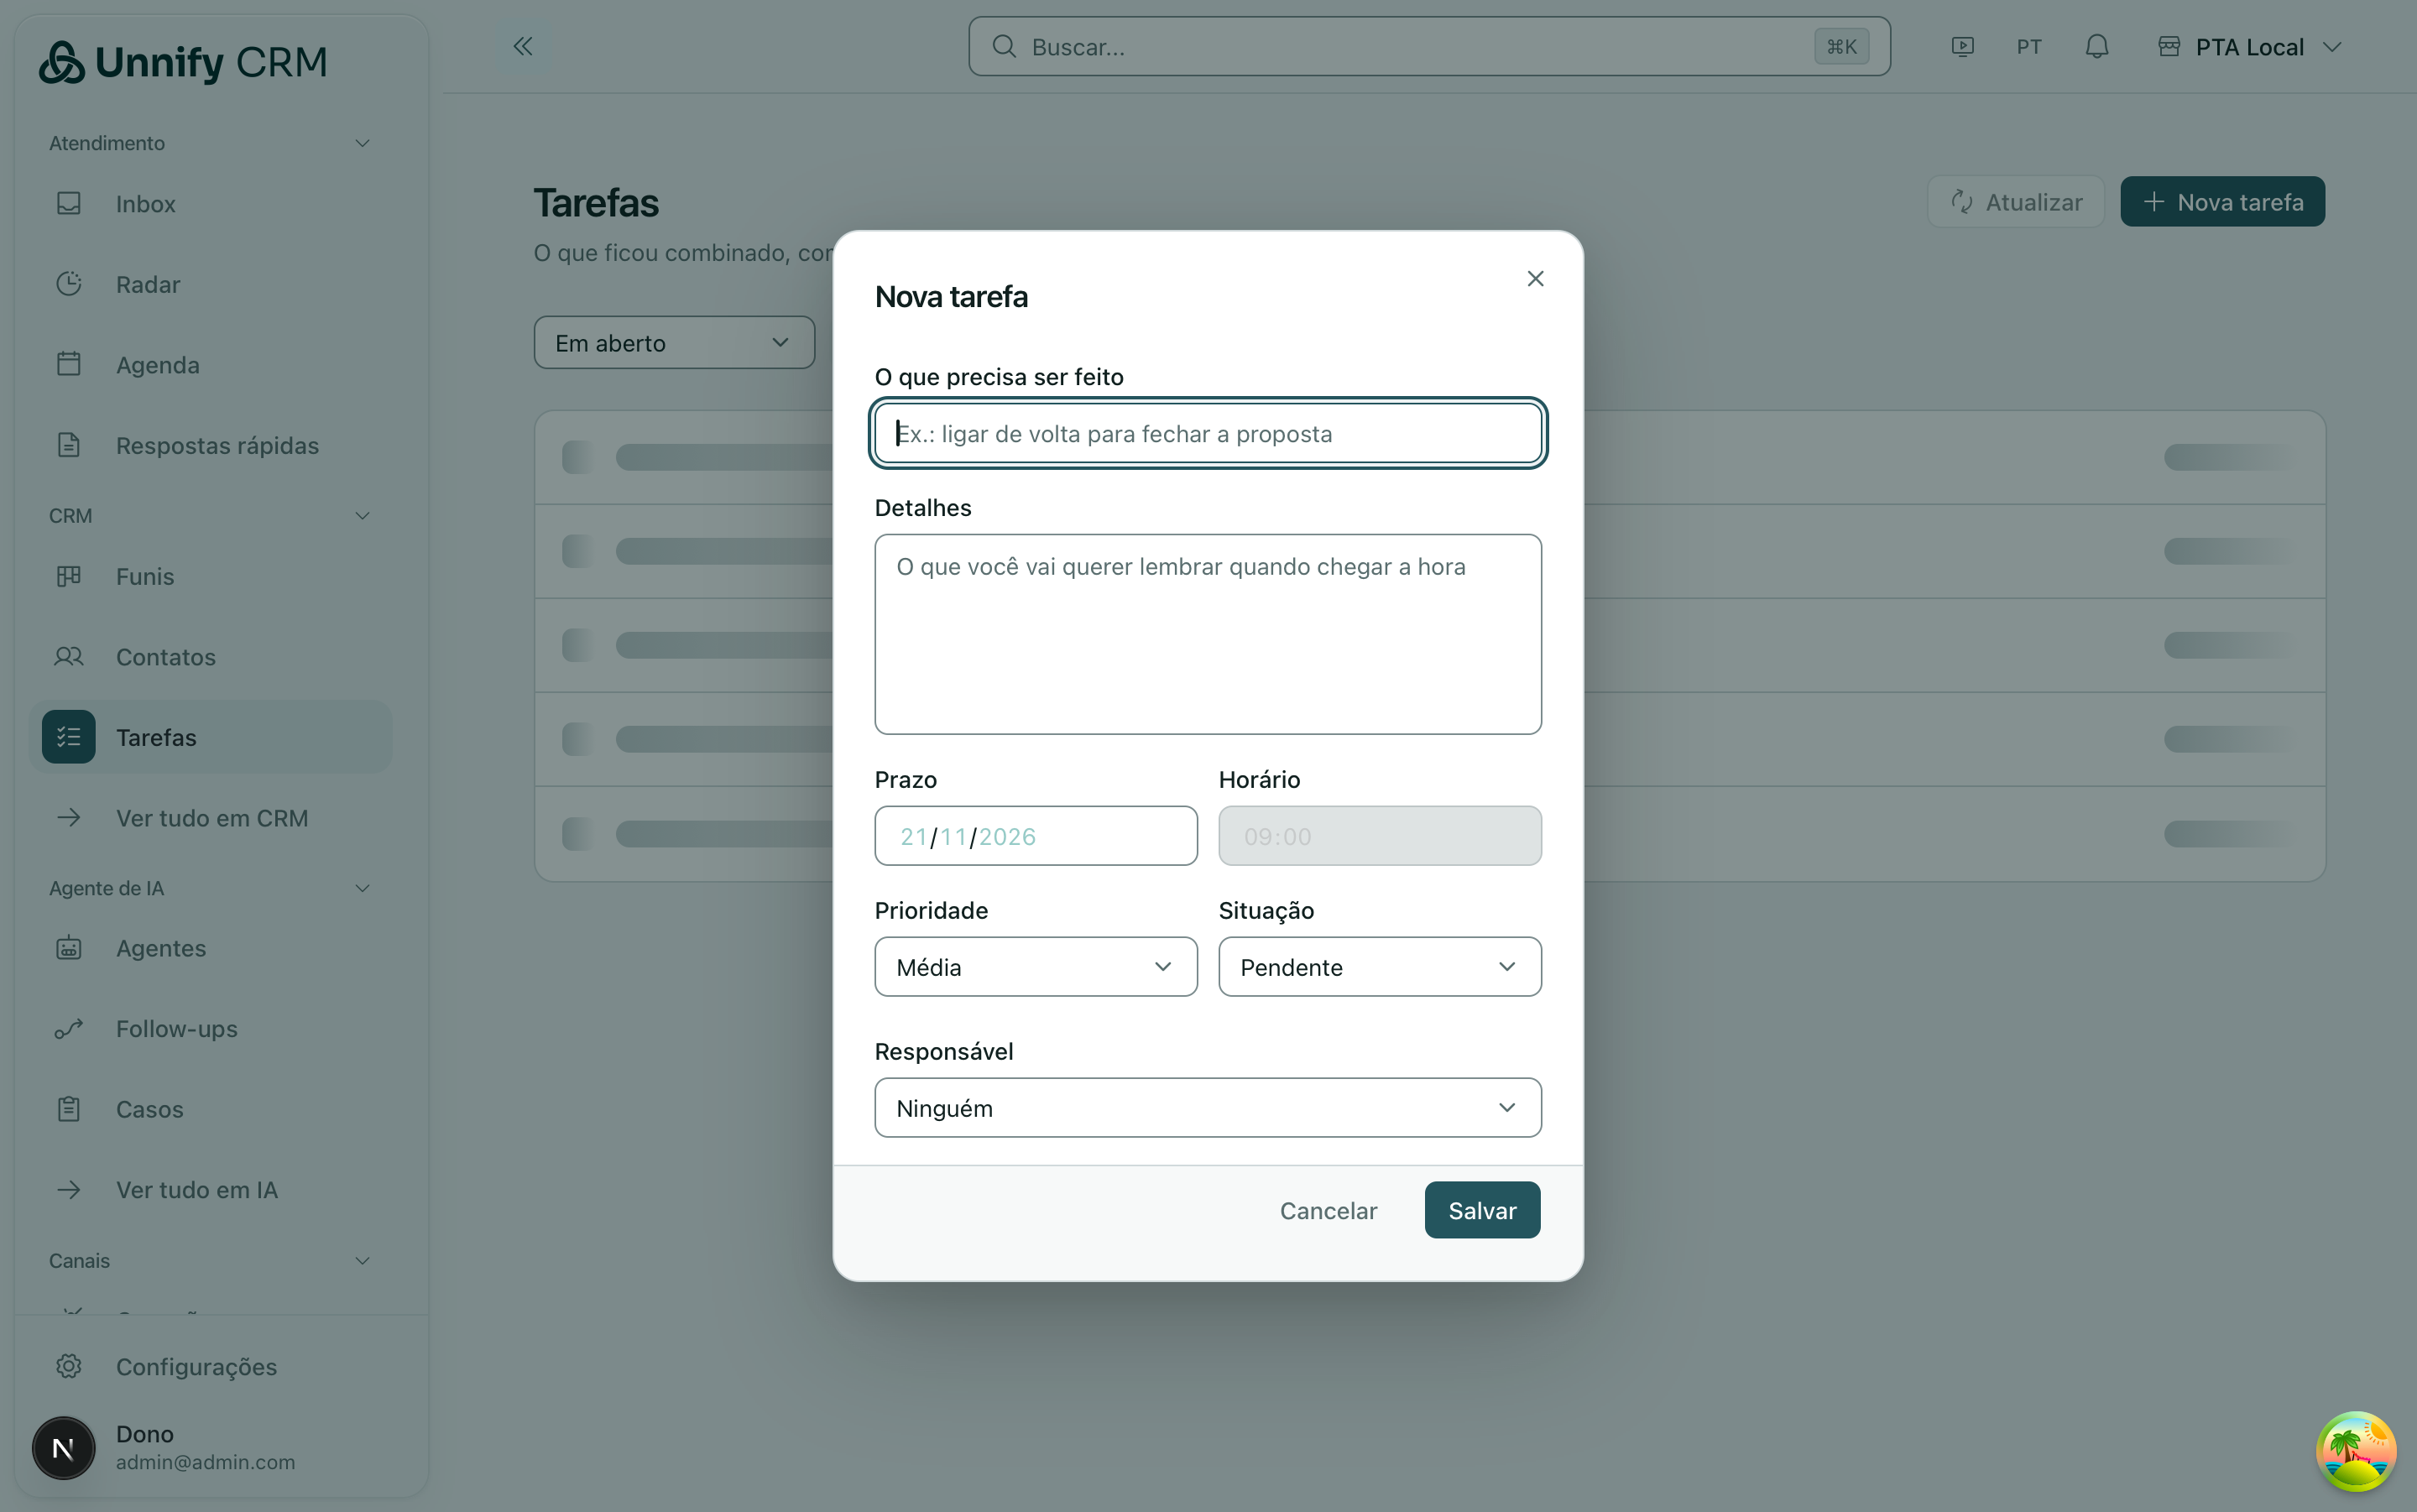 Unnify CRM
Buscar...
⌘K
PT
PTA Local
Atendimento
Inbox
Radar
Agenda
Respostas rápidas
CRM
Funis
Contatos
Tarefas
Ver tudo em CRM
Agente de IA
Agentes
Follow-ups
Casos
Ver tudo em IA
Canais
Configurações
N
Dono
admin@admin.com
Tarefas
Atualizar
Nova tarefa
O que ficou combinado,
Em aberto
Nova tarefa
O que precisa ser feito
Ex.: ligar de volta para fechar a proposta
Detalhes
O que você vai querer lembrar quando chegar a hora
Prazo
Horário
21/11/2026
09:00
Prioridade
Situação
Média
Pendente
Responsável
Ninguém
Cancelar
Salvar